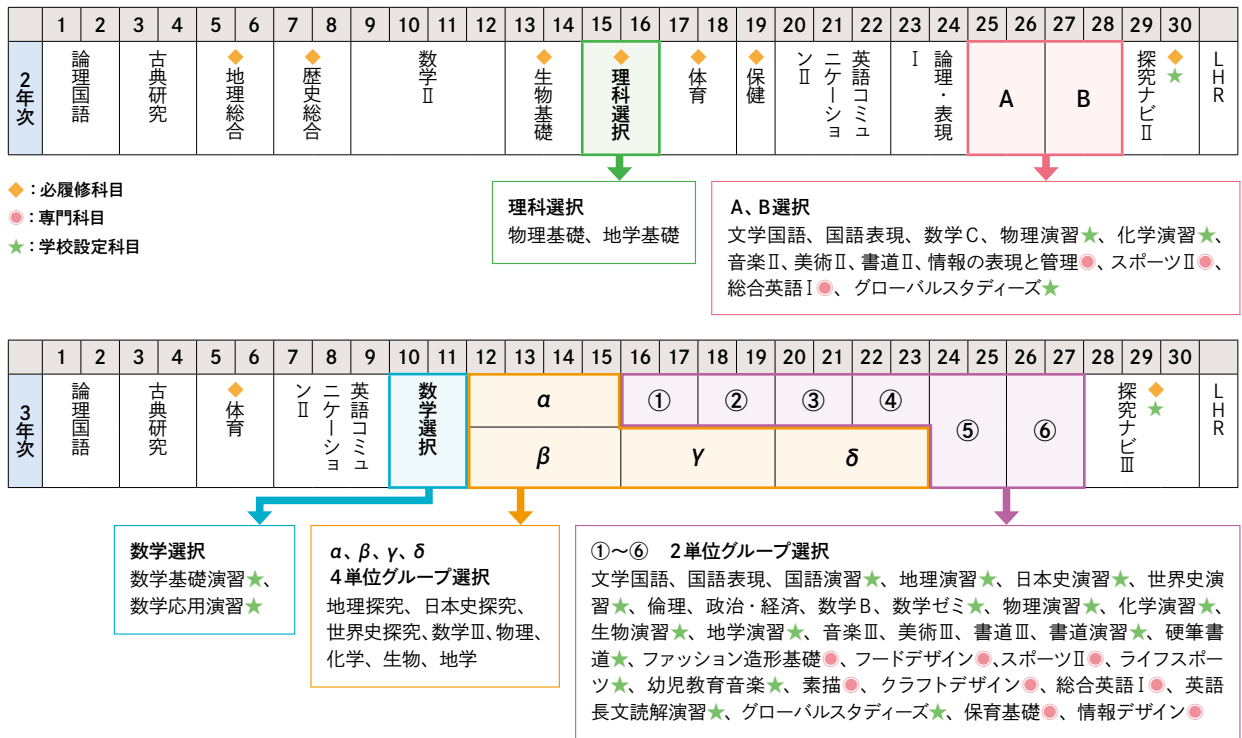 1 2 3 4 5 6 7 8 9 10 11 12 13 14 15 16 17 18 19 20 21 22 23 24 25 26 27 28 29 30
2年次
論理国語
古典研究
◆地理総合
◆歴史総合
数学Ⅱ
◆生物基礎
◆理科選択
◆体育
◆保健
英語コミュ
ニケーショ
ンⅡ
論理・表現
Ⅰ
A
B
◆★
探究ナビⅡ
LHR
◆：必履修科目
◉：専門科目
★：学校設定科目
理科選択
物理基礎、地学基礎
A、B選択
文学国語、国語表現、数学C、物理演習★、化学演習★、
音楽Ⅱ、美術Ⅱ、書道Ⅱ、情報の表現と管理◉、スポーツⅡ◉、
総合英語Ⅰ◉、グローバルスタディーズ★
1 2 3 4 5 6 7 8 9 10 11 12 13 14 15 16 17 18 19 20 21 22 23 24 25 26 27 28 29 30
3年次
論理国語
古典研究
◆体育
英語コミュ
ニケーショ
ンⅡ
数学選択
α
β
γ
δ
①
②
③
④
⑤
⑥
◆★
探究ナビⅢ
LHR
数学選択
数学基礎演習★、
数学応用演習★
α、β、γ、δ
4単位グループ選択
地理探究、日本史探究、
世界史探究、数学Ⅲ、物理、
化学、生物、地学
①～⑥　2単位グループ選択
文学国語、国語表現、国語演習★、地理演習★、日本史演習★、世界史演
習★、倫理、政治・経済、数学B、数学ゼミ★、物理演習★、化学演習★、
生物演習★、地学演習★、音楽Ⅲ、美術Ⅲ、書道Ⅲ、書道演習★、硬筆書
道★、ファッション造形基礎◉、フードデザイン◉、スポーツⅡ◉、ライフスポー
ツ★、幼児教育音楽★、素描◉、クラフトデザイン◉、総合英語Ⅰ◉、英語
長文読解演習★、グローバルスタディーズ★、保育基礎◉、情報デザイン◉